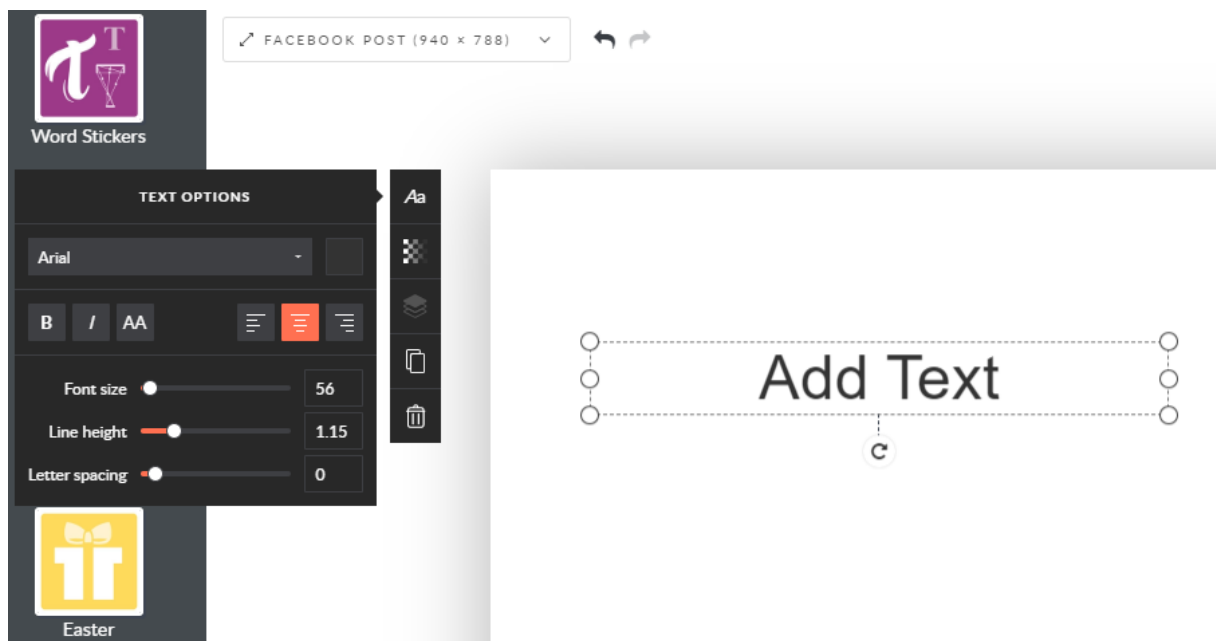 T
T
T
Word Stickers
FACEBOOK POST (940 × 788)
TEXT OPTIONS
Aa
Arial
B I AA
Font size 56
Line height 1.15
Letter spacing 0
Add Text
Easter